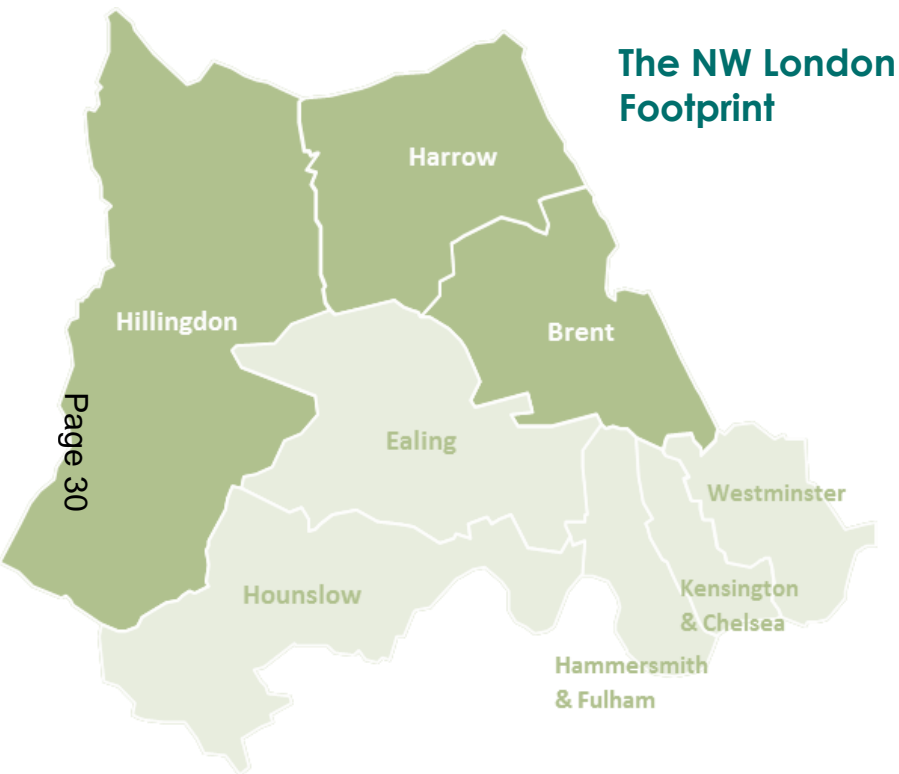 The NW London
Footprint
Harrow
Hillingdon
Brent
Page 30
Ealing
Westminster
Hounslow
Kensington
& Chelsea
Hammersmith
& Fulham